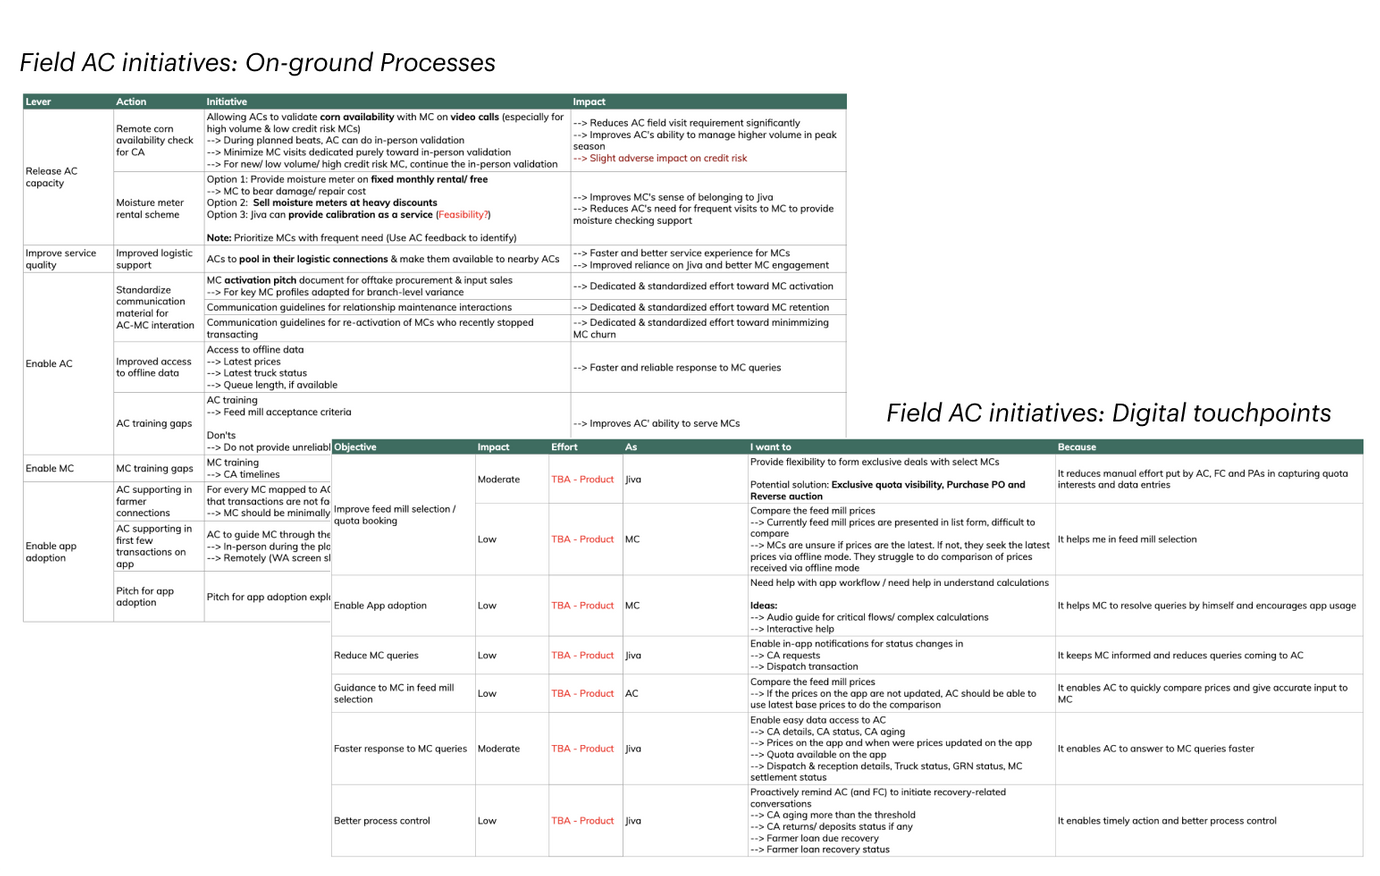 Field AC initiatives: On-ground Processes
Lever Action Initiative Impact
Release AC
capacity
Remote corn
availability check
for CA
Allowing ACs to validate corn availability with MC on video calls (especially for
high volume & low credit risk MCs)
--> During planned beats, AC can do in-person validation
--> Minimize MC visits dedicated purely toward in-person validation
--> For new/ low volume/ high credit risk MC, continue the in-person validation
--> Reduces AC field visit requirement significantly
--> Improves AC's ability to manage higher volume in peak
season
--> Slight adverse impact on credit risk
Moisture meter
rental scheme
Option 1: Provide moisture meter on fixed monthly rental/ free
--> MC to bear damage/ repair cost
Option 2: Sell moisture meters at heavy discounts
Option 3: Jiva can provide calibration as a service (Feasibility?)
Note: Prioritize MCs with frequent need (Use AC feedback to identify)
--> Improves MC's sense of belonging to Jiva
--> Reduces AC's need for frequent visits to MC to provide
moisture checking support
Improve service
quality
Improved logistic
support
ACs to pool in their logistic connections & make them available to nearby ACs
--> Faster and better service experience for MCs
--> Improved reliance on Jiva and better MC engagement
Enable AC
Standardize
communication
material for
AC-MC interation
MC activation pitch document for offtake procurement & input sales
--> For key MC profiles adapted for branch-level variance
--> Dedicated & standardized effort toward MC activation
Communication guidelines for relationship maintenance interactions
--> Dedicated & standardized effort toward MC retention
Communication guidelines for re-activation of MCs who recently stopped
transacting
--> Dedicated & standardized effort toward minimmizing
MC churn
Improved access
to offline data
Access to offline data
--> Latest prices
--> Latest truck status
--> Queue length, if available
--> Faster and reliable response to MC queries
AC training gaps
AC training
--> Feed mill acceptance criteria
Don'ts
--> Do not provide unreliabl
--> Improves AC' ability to serve MCs
Enable MC
MC training gaps
MC training
--> CA timelines
Enable app
adoption
AC supporting in
farmer
connections
For every MC mapped to AC
that transactions are not fa
--> MC should be minimally
AC supporting in
first few
transactions on
app
AC to guide MC through the
--> In-person during the plo
--> Remotely (WA screen sl
Pitch for app
adoption
Pitch for app adoption explo
Field AC initiatives: Digital touchpoints
Objective Impact Effort As I want to Because
Improve feed mill selection /
quota booking
Moderate
TBA - Product
Jiva
Provide flexibility to form exclusive deals with select MCs
Potential solution: Exclusive quota visibility, Purchase PO and
Reverse auction
It reduces manual effort put by AC, FC and PAs in capturing quota
interests and data entries
Low
TBA - Product
MC
Compare the feed mill prices
--> Currently feed mill prices are presented in list form, difficult to
compare
--> MCs are unsure if prices are the latest. If not, they seek the latest
prices via offline mode. They struggle to do comparison of prices
received via offline mode
It helps me in feed mill selection
Enable App adoption
Low
TBA - Product
MC
Need help with app workflow / need help in understand calculations
Ideas:
--> Audio guide for critical flows/ complex calculations
--> Interactive help
It helps MC to resolve queries by himself and encourages app usage
Reduce MC queries
Low
TBA - Product
Jiva
Enable in-app notifications for status changes in
--> CA requests
--> Dispatch transaction
It keeps MC informed and reduces queries coming to AC
Guidance to MC in feed mill
selection
Low
TBA - Product
AC
Compare the feed mill prices
--> If the prices on the app are not updated, AC should be able to
use latest base prices to do the comparison
It enables AC to quickly compare prices and give accurate input to
MC
Faster response to MC queries
Moderate
TBA - Product
Jiva
Enable easy data access to AC
--> CA details, CA status, CA aging
--> Prices on the app and when were prices updated on the app
--> Quota available on the app
--> Dispatch & reception details, Truck status, GRN status, MC
settlement status
It enables AC to answer to MC queries faster
Better process control
Low
TBA - Product
Jiva
Proactively remind AC (and FC) to initiate recovery-related
conversations
--> CA aging more than the threshold
--> CA returns/ deposits status if any
--> Farmer loan due recovery
--> Farmer loan recovery status
It enables timely action and better process control